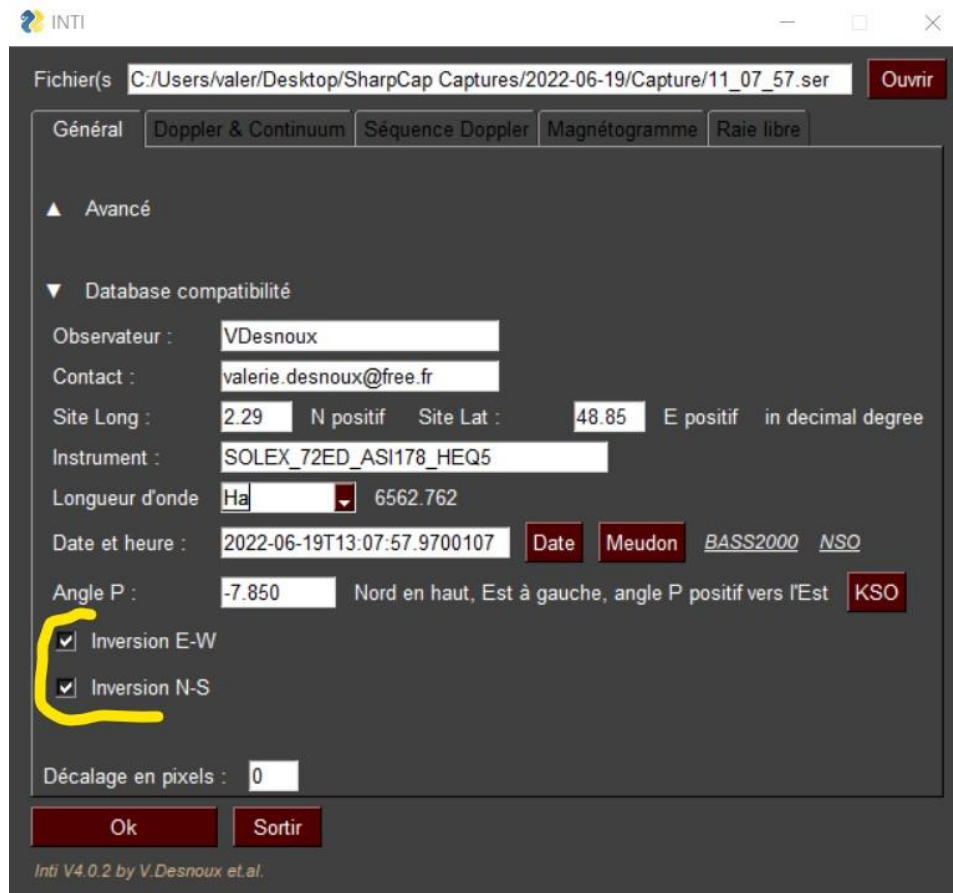 INTI
Fichier(s C:/Users/valer/Desktop/SharpCap Captures/2022-06-19/Capture/11_07_57.ser Ouvrir
Général Doppler & Continuum Séquence Doppler Magnétogramme Raie libre
▲ Avancé
▼ Database compatibilité
Observateur : VDesnoux
Contact : valerie.desnoux@free.fr
Site Long : 2.29 N positif Site Lat : 48.85 E positif in decimal degree
Instrument : SOLEX_72ED_ASI178_HEQ5
Longueur d'onde Ha 6562.762
Date et heure : 2022-06-19T13:07:57.9700107 Date Meudon BASS2000 NSO
Angle P : -7.850 Nord en haut, Est à gauche, angle P positif vers l'Est KSO
Inversion E-W
Inversion N-S
Décalage en pixels : 0
Ok Sortir
Inti V4.0.2 by V.Desnoux et.al.